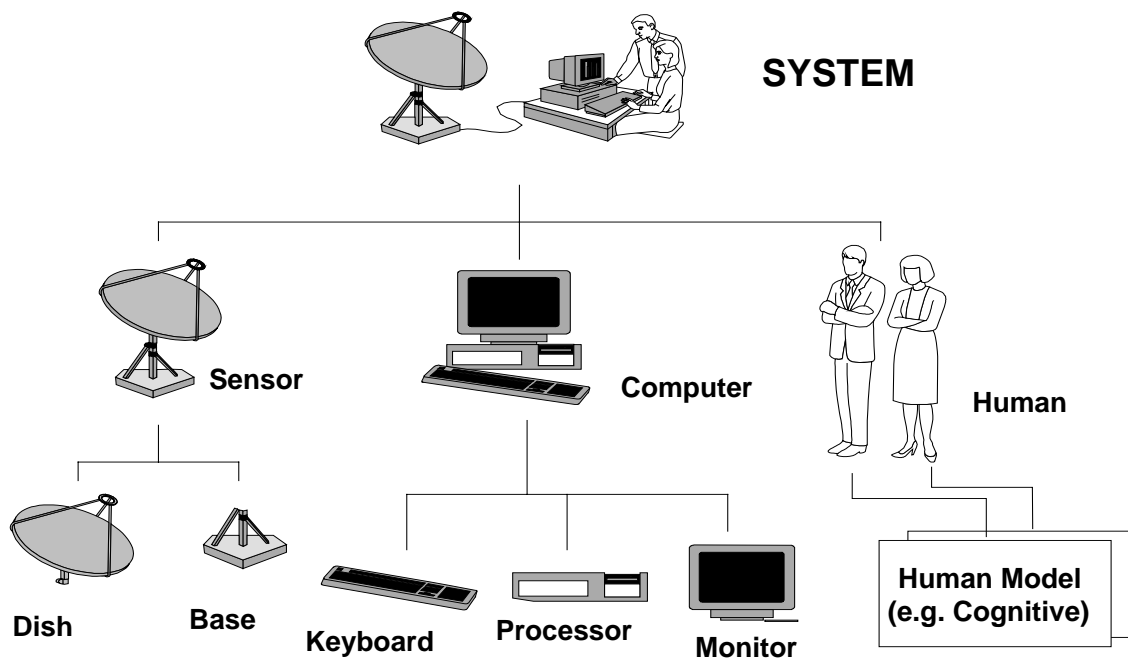 SYSTEM
Sensor
Computer
Human
Dish
Base
Keyboard
Processor
Monitor
Human Model
(e.g. Cognitive)